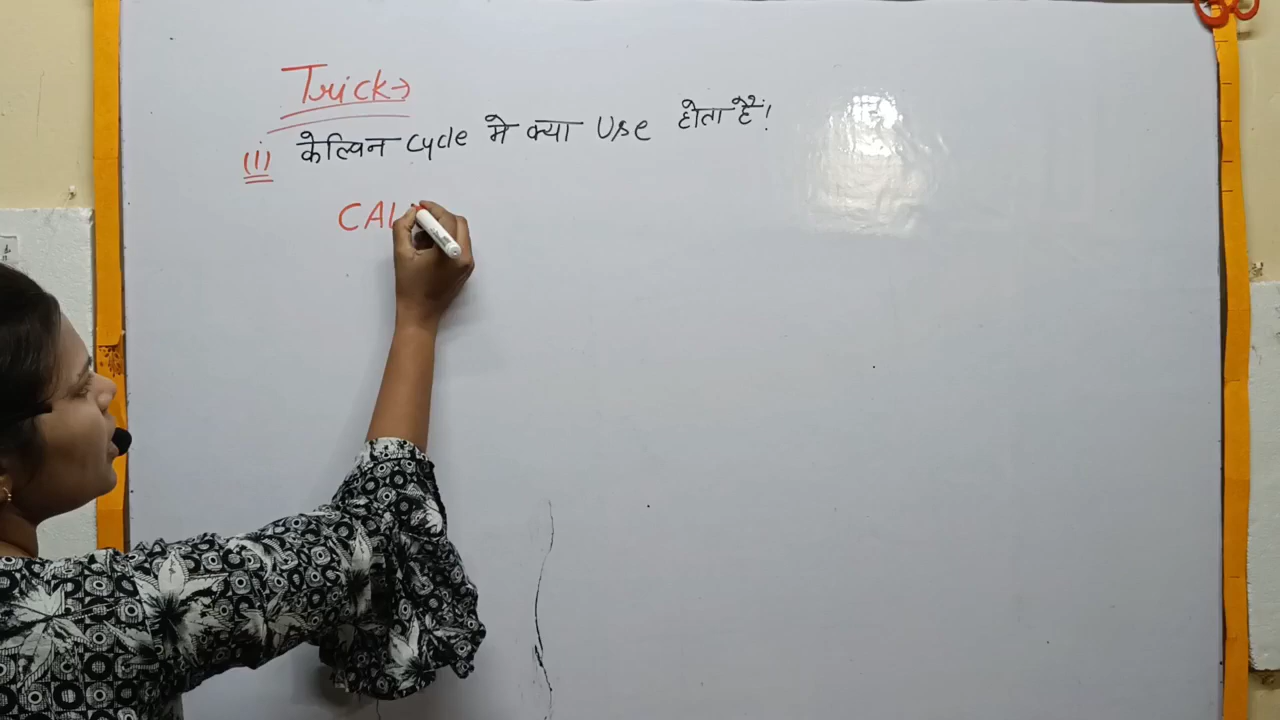 Trick→
(1) केल्विन cycle मे क्या Use होता है!
CAL